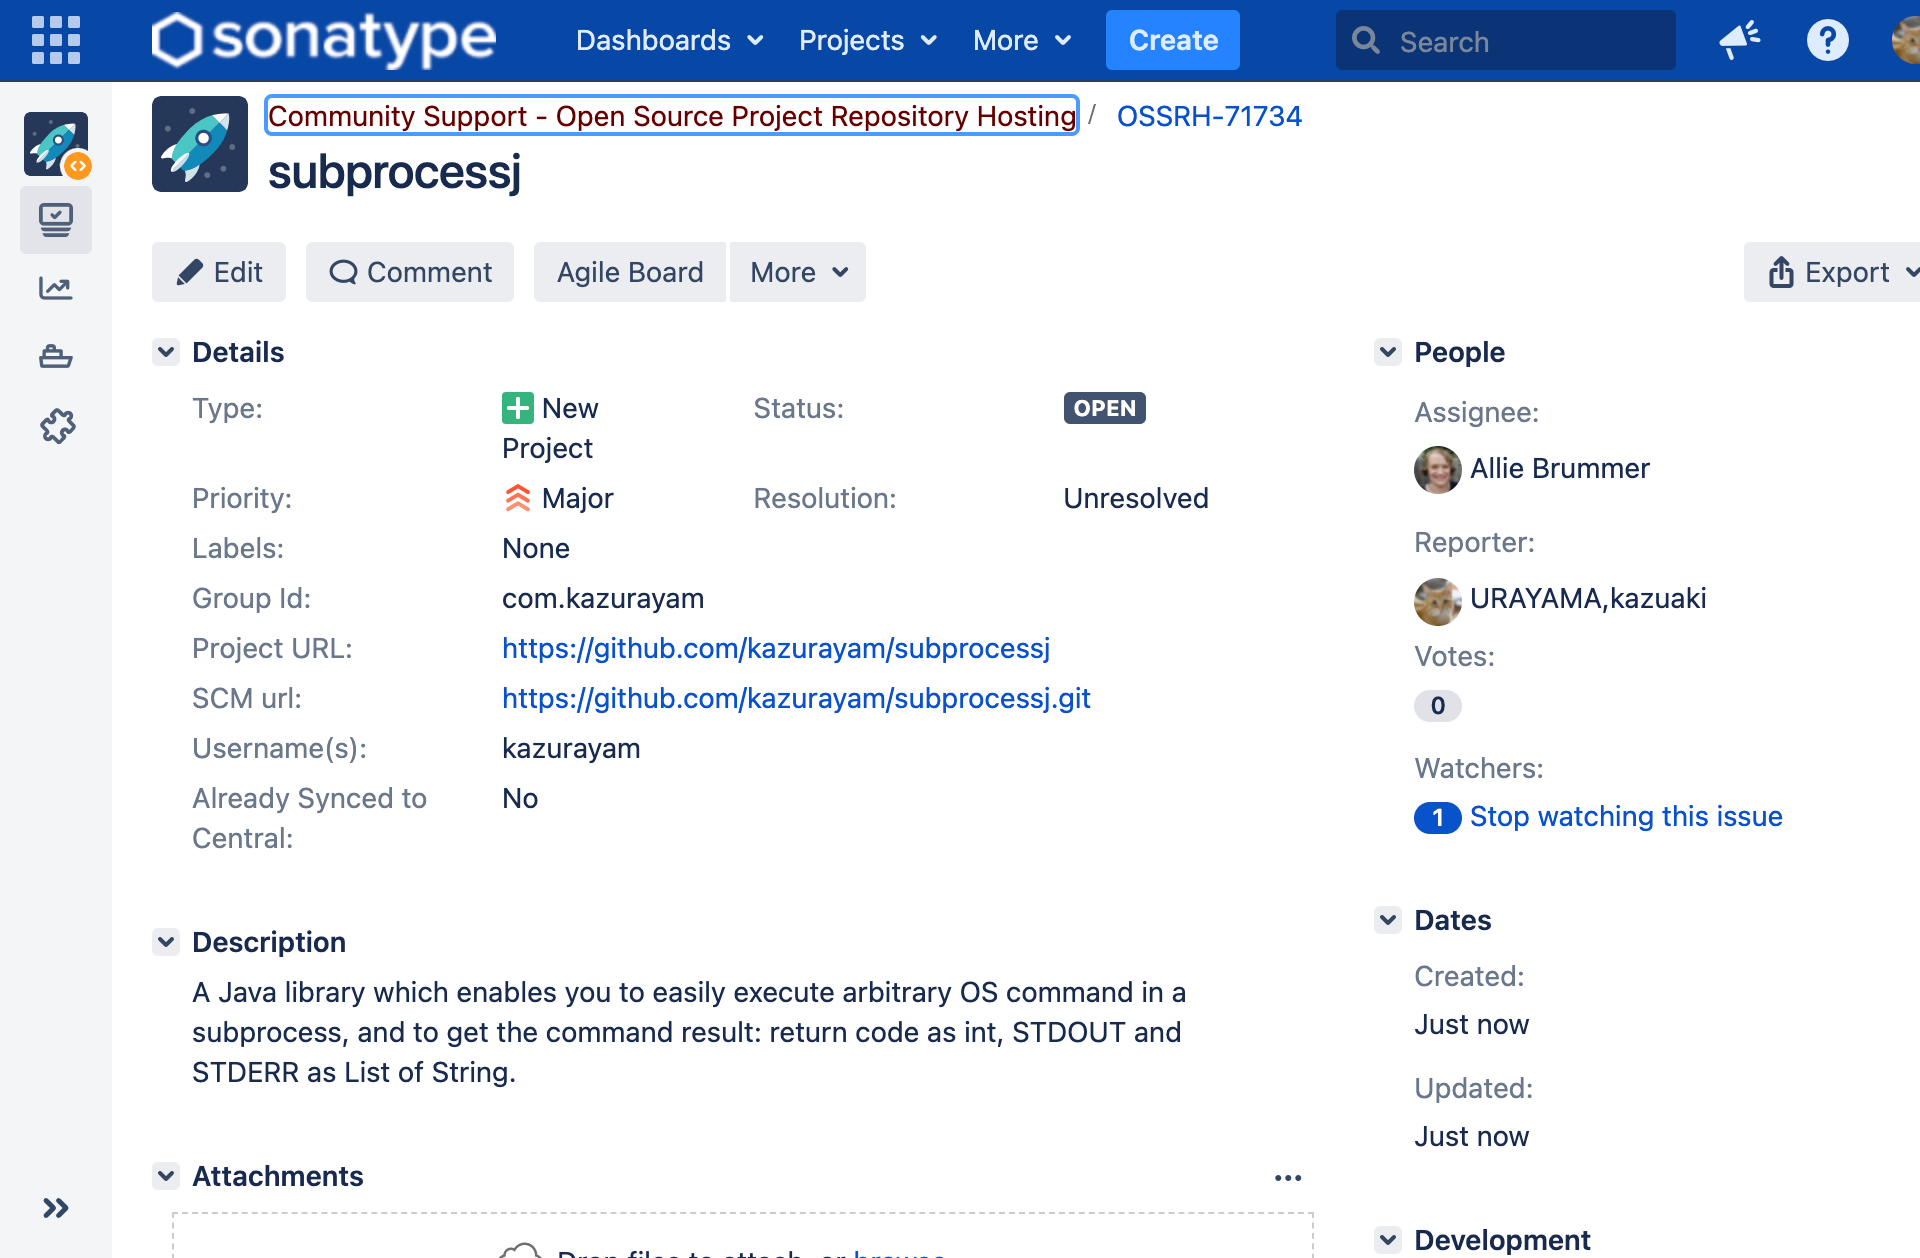 sonatype Dashboards Projects More Create Search
Community Support - Open Source Project Repository Hosting / OSSRH-71734
subprocessj
Edit Comment Agile Board More Export
Details
Type: New Project Status: OPEN
Priority: Major Resolution: Unresolved
Labels: None
Group Id: com.kazurayam
Project URL: https://github.com/kazurayam/subprocessj
SCM url: https://github.com/kazurayam/subprocessj.git
Username(s): kazurayam
Already Synced to Central: No
Description
A Java library which enables you to easily execute arbitrary OS command in a
subprocess, and to get the command result: return code as int, STDOUT and
STDERR as List of String.
Attachments
Drop files to attach, or browse.
People
Assignee:
Allie Brummer
Reporter:
URAYAMA,kazuaki
Votes:
0
Watchers:
1 Stop watching this issue
Dates
Created:
Just now
Updated:
Just now
Development